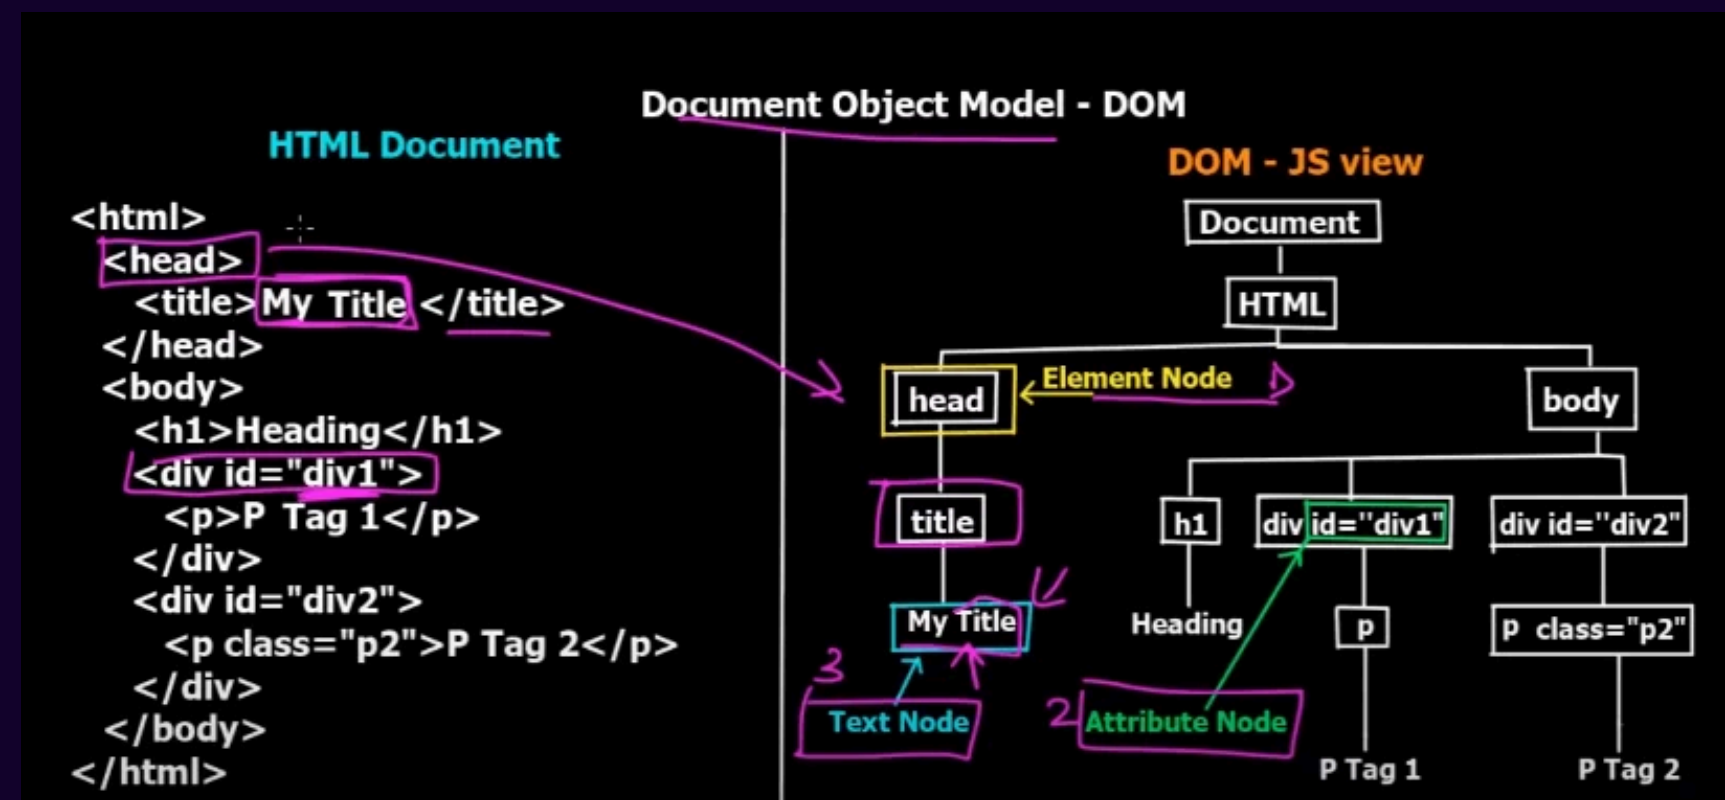 Document Object Model - DOM
HTML Document
<html>
<head>
<title>My Title </title>
</head>
<body>
<h1>Heading</h1>
<div id="div1">
<p>P Tag 1</p>
</div>
<div id="div2">
<p class="p2">P Tag 2</p>
</div>
</body>
</html>
DOM - JS view
Document
HTML
head
Element Node
body
title
h1
div id="div1"
div id="div2"
My Title
Heading
p
p class="p2"
3
Text Node
2
Attribute Node
P Tag 1
P Tag 2